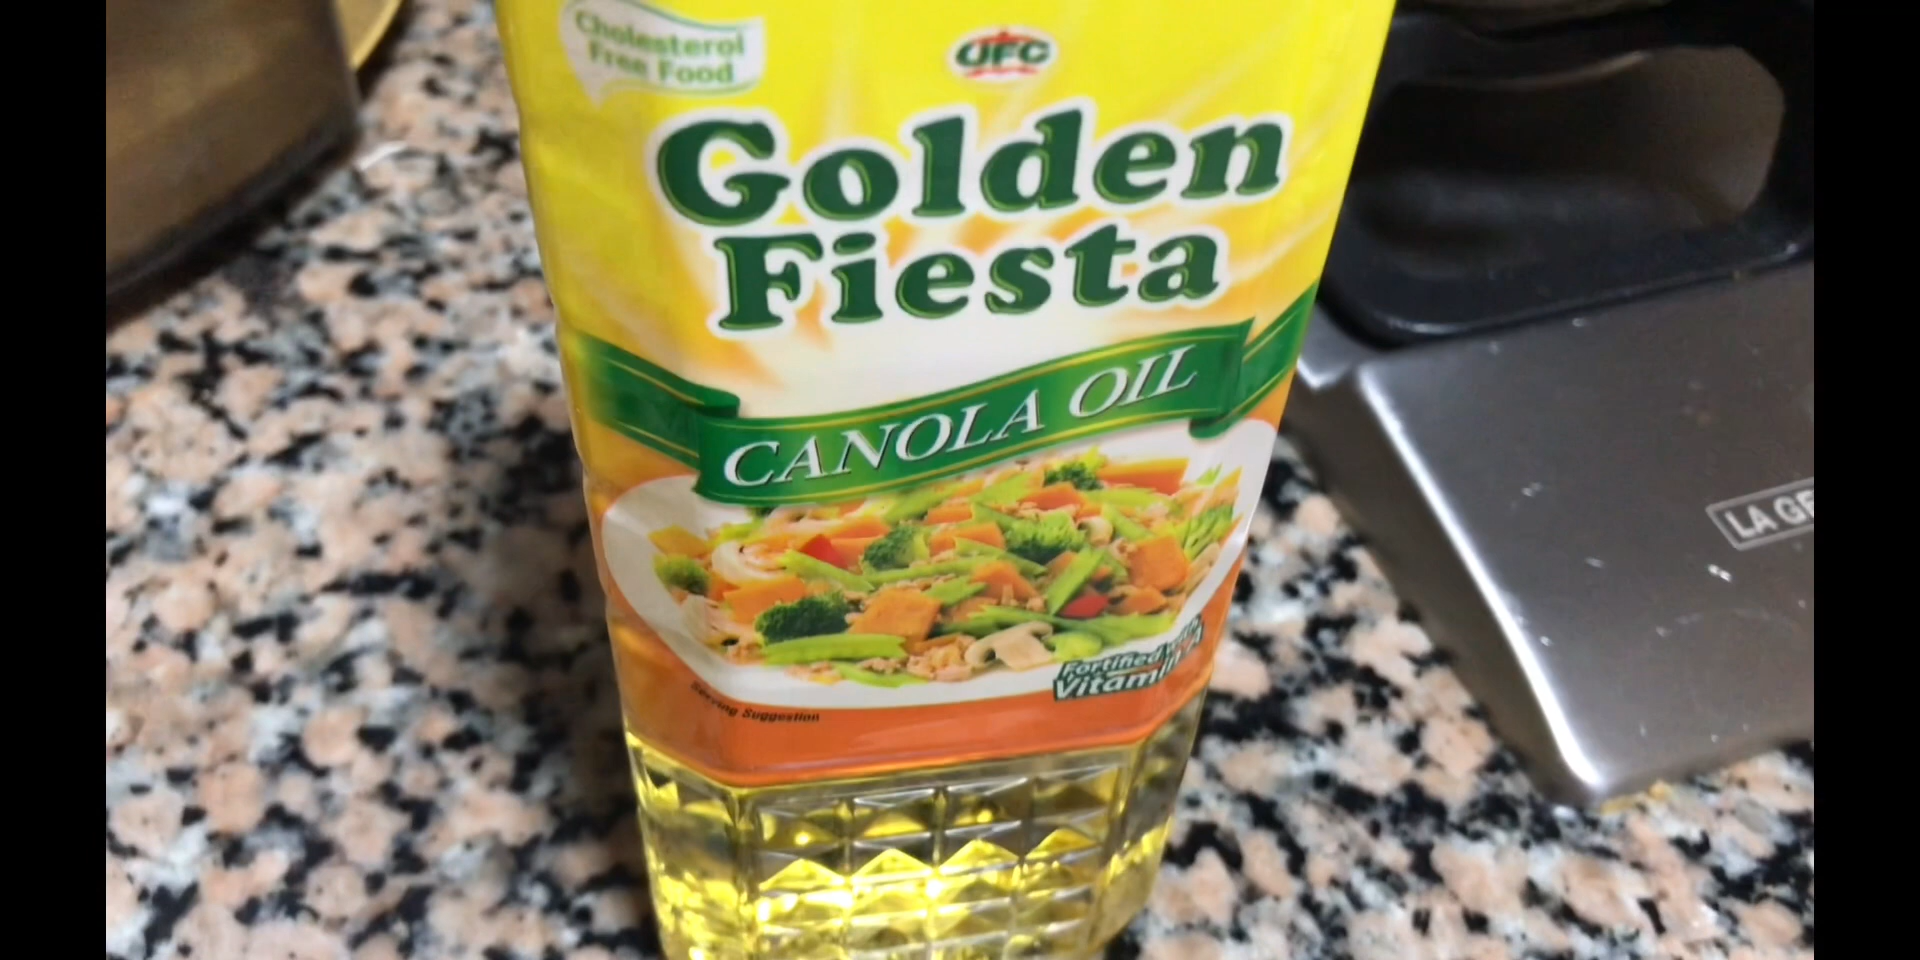 Cholesterol
Free Food
UFC
Golden
Fiesta
CANOLA OIL
Fortified with
Vitamin A
Serving Suggestion
LA GE